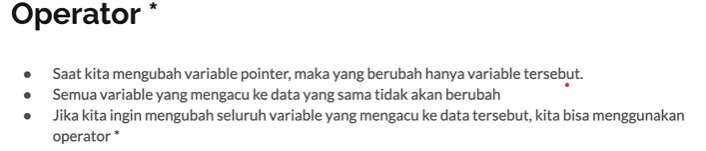 Operator *
● Saat kita mengubah variable pointer, maka yang berubah hanya variable tersebut.
● Semua variable yang mengacu ke data yang sama tidak akan berubah
● Jika kita ingin mengubah seluruh variable yang mengacu ke data tersebut, kita bisa menggunakan
operator *